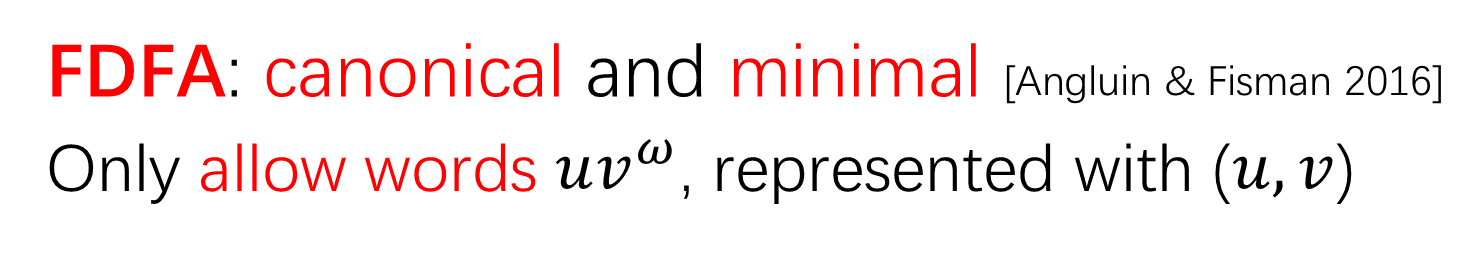 FDFA: canonical and minimal [Angluin & Fisman 2016]
Only allow words 𝒖𝒗^𝝎, represented with (𝒖, 𝒗)